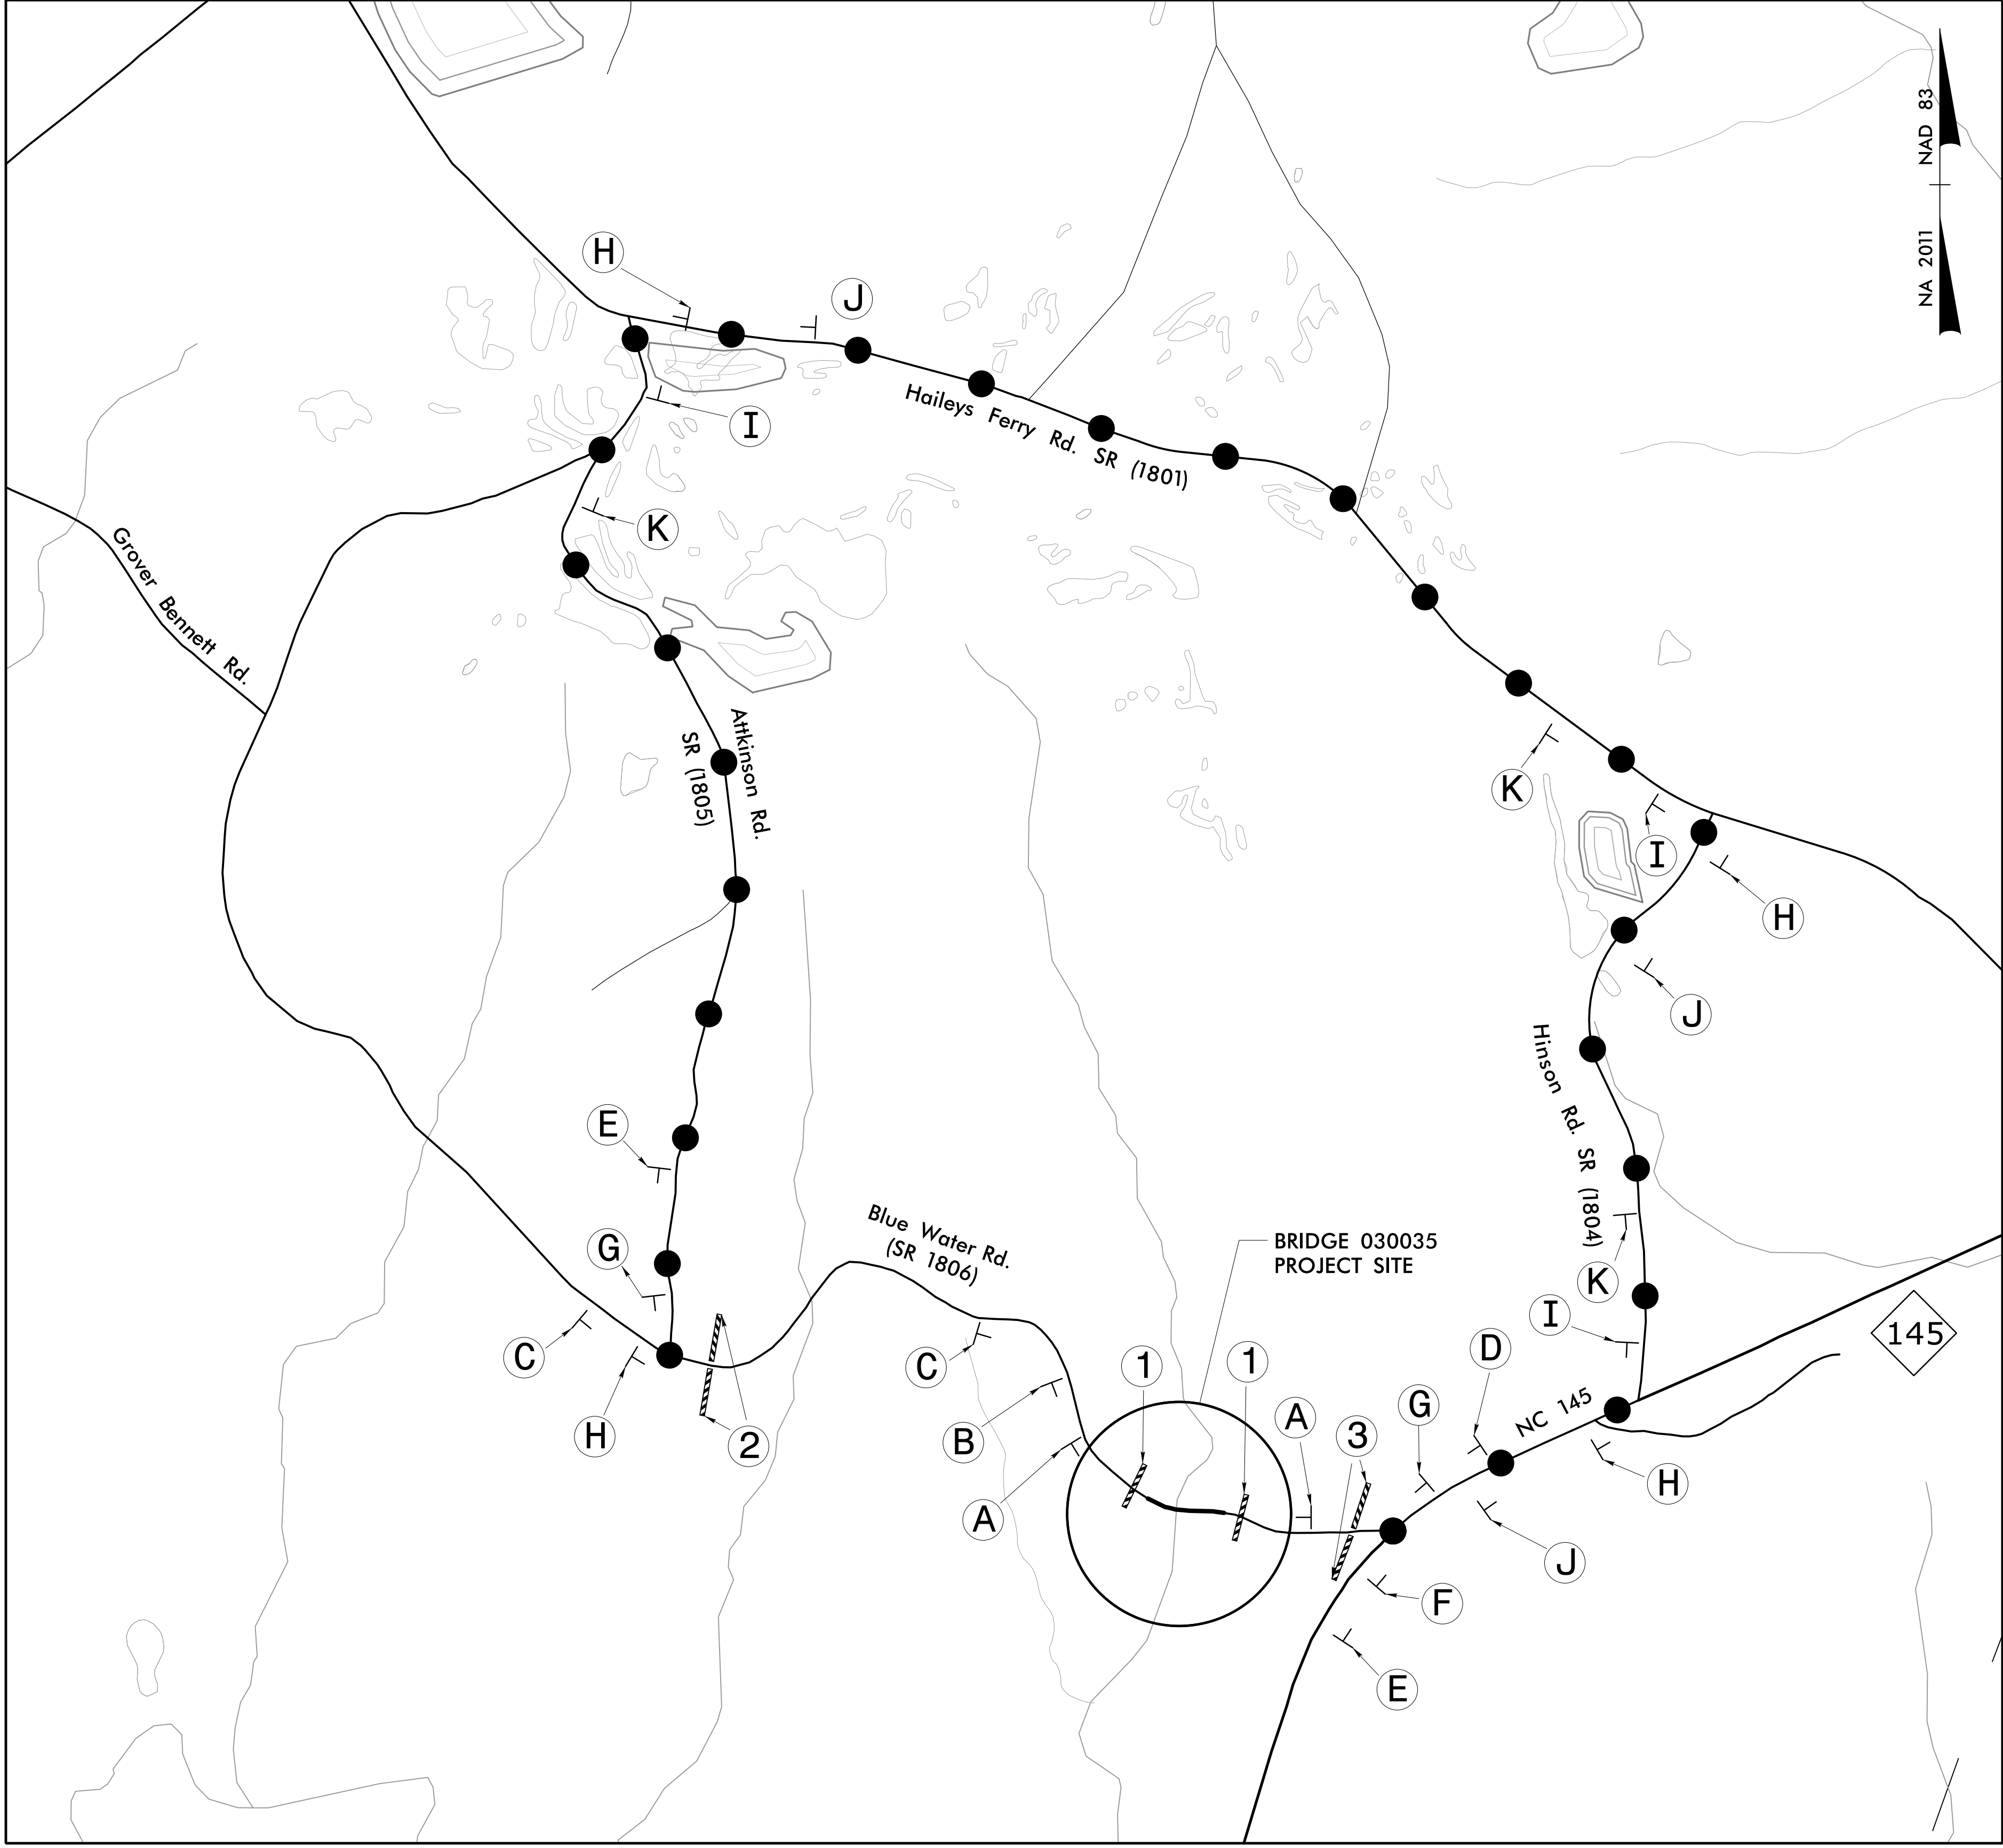 NAD 83
NA 2011
H
J
I
Haileys Ferry Rd. SR (1801)
K
Grover Bennett Rd.
Attkinson Rd.
SR (1805)
K
I
H
J
Hinson Rd. SR (1804)
E
G
Blue Water Rd.
(SR 1806)
BRIDGE 030035
PROJECT SITE
K
I
145
D
C
C
1
1
A
G
NC 145
H
2
B
3
H
A
J
F
E